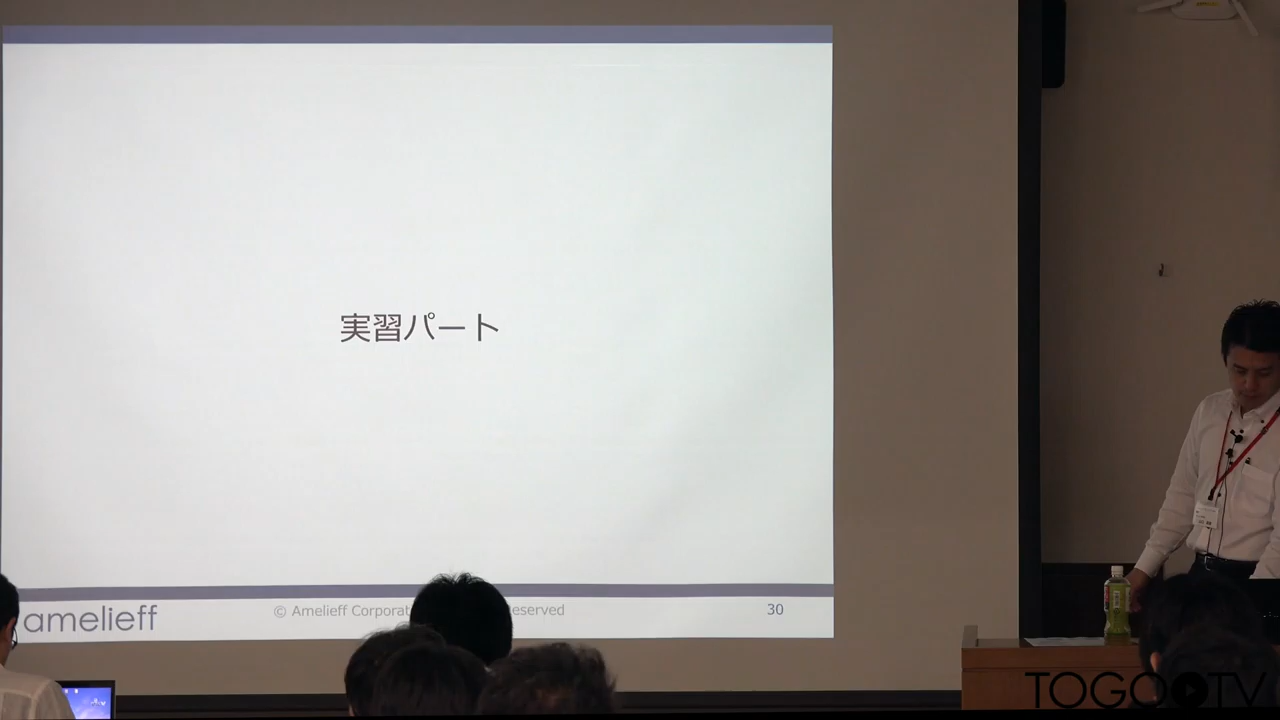 実習パート
amelieff
© Amelieff Corporat
eserved
30
TOGO TV